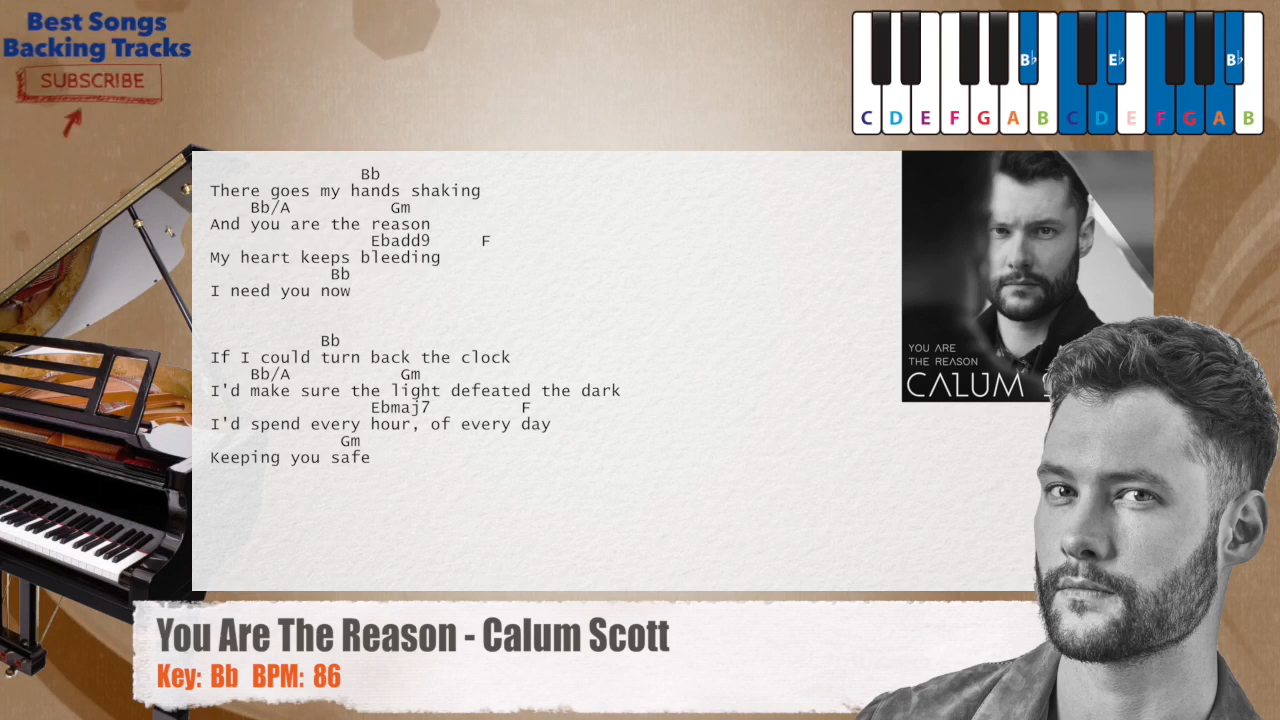 Best Songs
Backing Tracks
SUBSCRIBE
B♭ E♭ B♭
C D E F G A B C D E F G A B
Bb
There goes my hands shaking
Bb/A Gm
And you are the reason
Ebadd9 F
My heart keeps bleeding
Bb
I need you now
Bb
If I could turn back the clock
Bb/A Gm
I'd make sure the light defeated the dark
Ebmaj7 F
I'd spend every hour, of every day
Gm
Keeping you safe
YOU ARE
THE REASON
CALUM
You Are The Reason - Calum Scott
Key: Bb BPM: 86